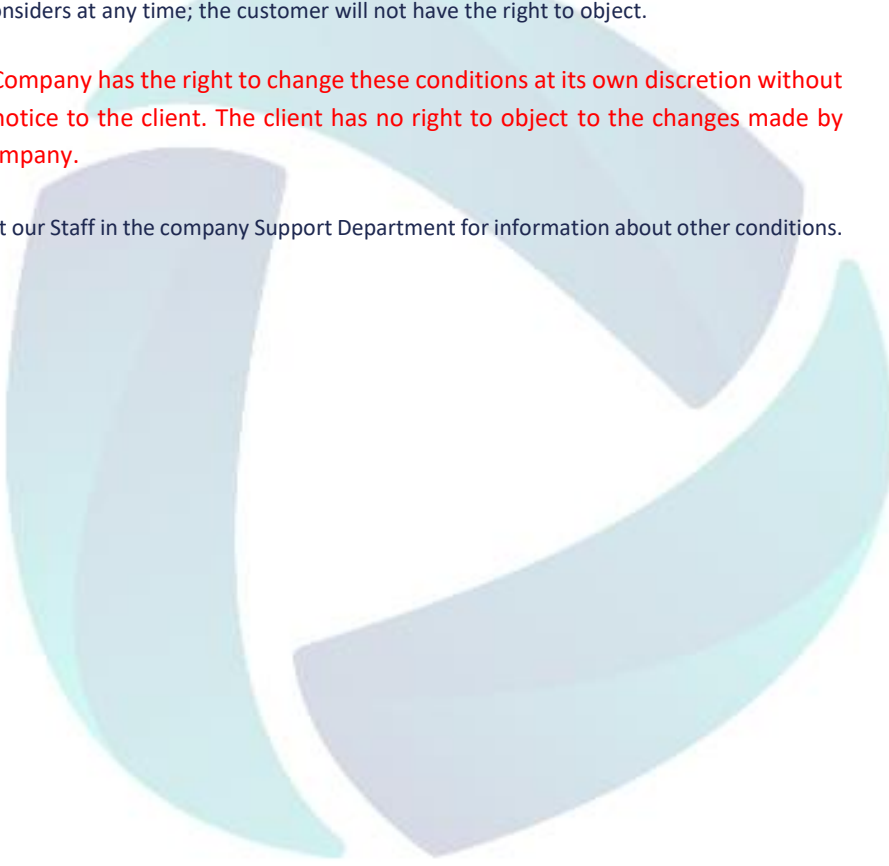 onsiders at any time; the customer will not have the right to object.
Company has the right to change these conditions at its own discretion without
notice to the client. The client has no right to object to the changes made by
mpany.
t our Staff in the company Support Department for information about other conditions.